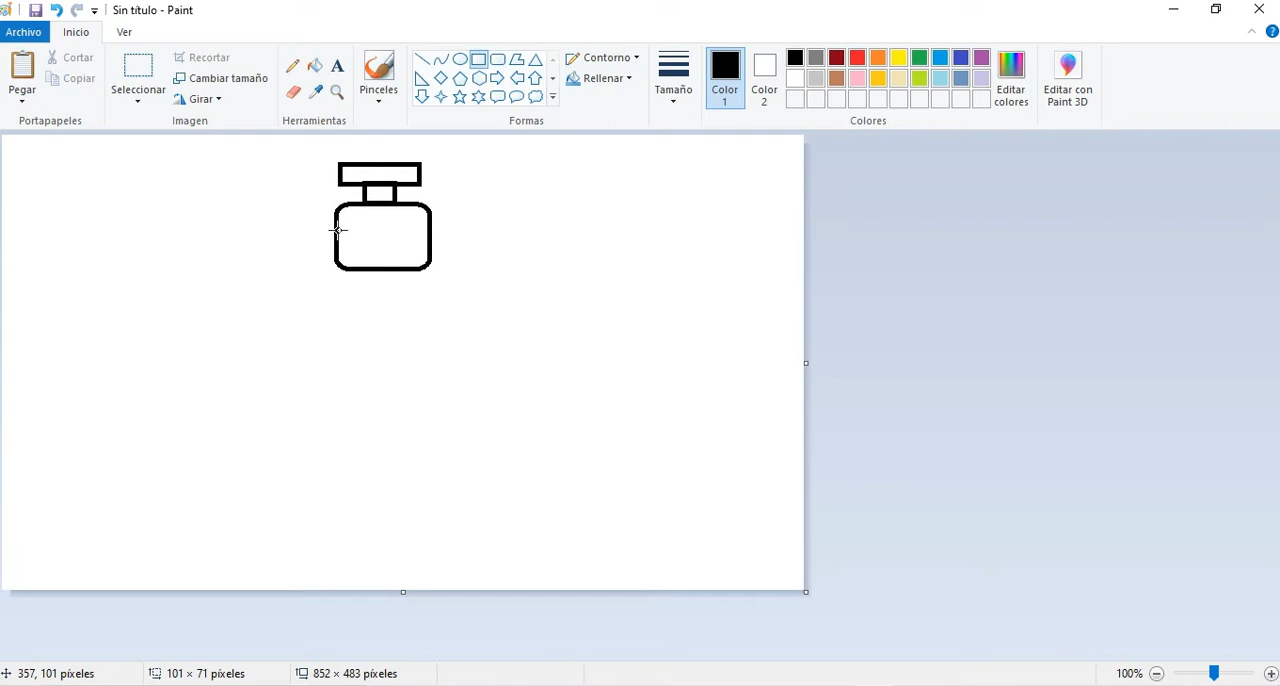 Sin título - Paint
Archivo Inicio Ver
Pegar
Cortar
Copiar
Portapapeles
Seleccionar
Recortar
Cambiar tamaño
Girar
Imagen
A
Herramientas
Pinceles
Contorno
Rellenar
Formas
Tamaño
Color
1
Color
2
Editar
colores
Colores
Editar con
Paint 3D
?
357, 101 píxeles
101 × 71 píxeles
852 × 483 píxeles
100%